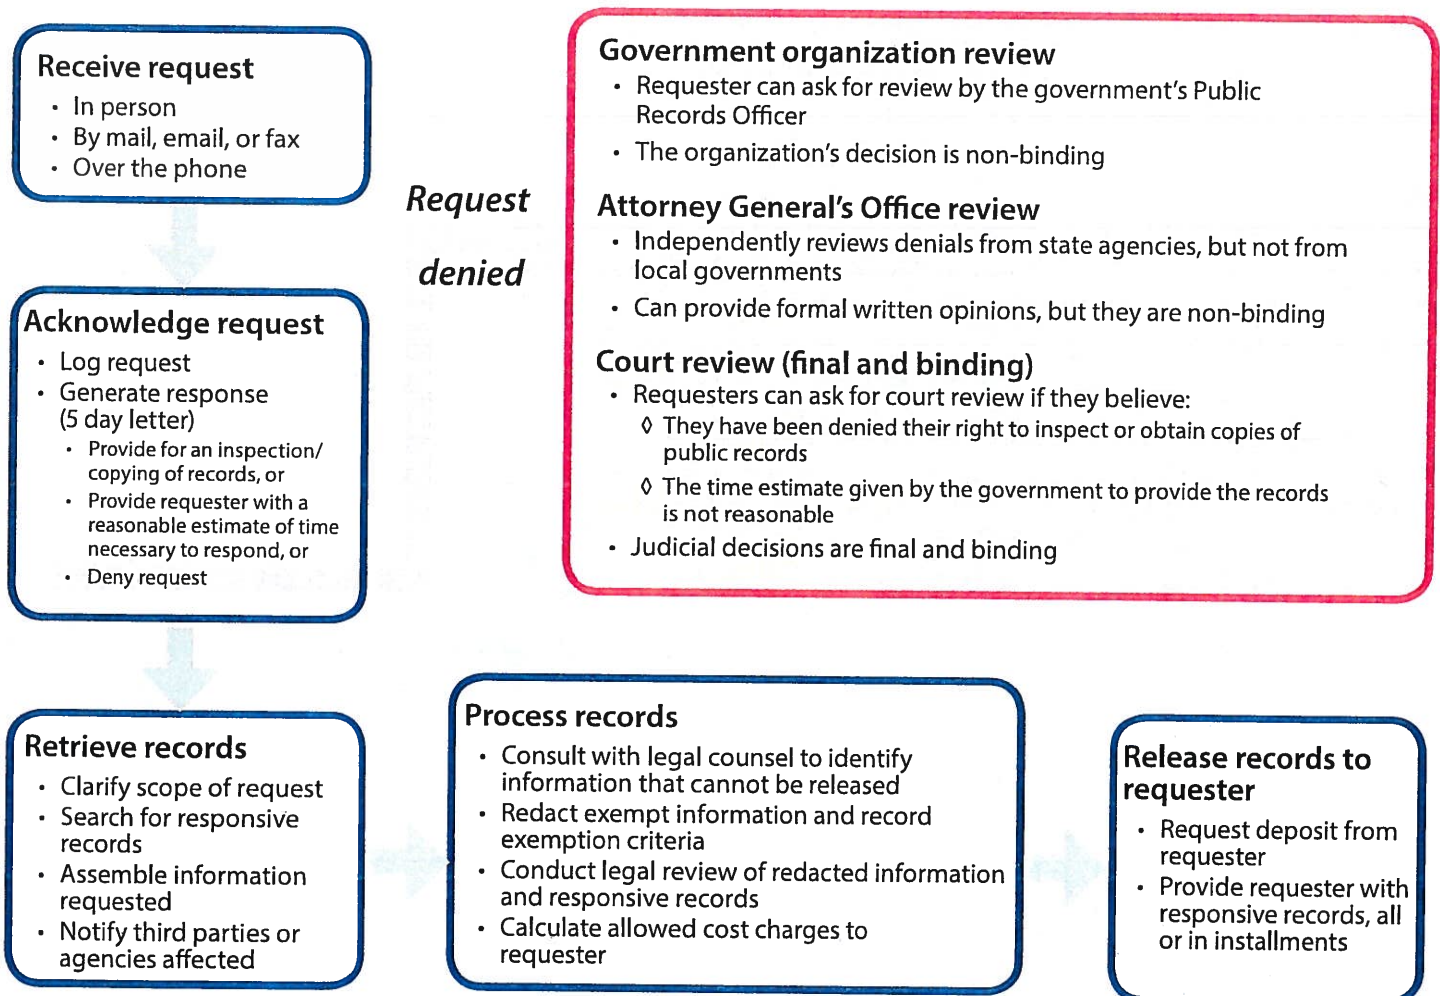 Receive request
• In person
• By mail, email, or fax
• Over the phone
Request
denied
Government organization review
• Requester can ask for review by the government's Public
Records Officer
• The organization's decision is non-binding
Attorney General's Office review
• Independently reviews denials from state agencies, but not from
local governments
• Can provide formal written opinions, but they are non-binding
Court review (final and binding)
• Requesters can ask for court review if they believe:
◊ They have been denied their right to inspect or obtain copies of
public records
◊ The time estimate given by the government to provide the records
is not reasonable
• Judicial decisions are final and binding
Acknowledge request
• Log request
• Generate response
(5 day letter)
• Provide for an inspection/
copying of records, or
• Provide requester with a
reasonable estimate of time
necessary to respond, or
• Deny request
Retrieve records
• Clarify scope of request
• Search for responsive
records
• Assemble information
requested
• Notify third parties or
agencies affected
Process records
• Consult with legal counsel to identify
information that cannot be released
• Redact exempt information and record
exemption criteria
• Conduct legal review of redacted information
and responsive records
• Calculate allowed cost charges to
requester
Release records to
requester
• Request deposit from
requester
• Provide requester with
responsive records, all
or in installments